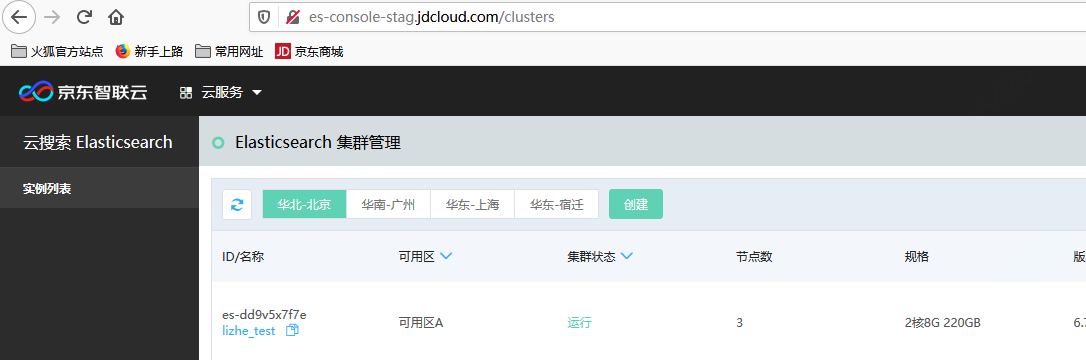 es-console-stag.jdcloud.com/clusters
火狐官方站点 新手上路 常用网址 JD 京东商城
京东智联云 云服务
云搜索 Elasticsearch
Elasticsearch 集群管理
实例列表
华北-北京 华南-广州 华东-上海 华东-宿迁 创建
ID/名称 可用区 集群状态 节点数 规格 版
es-dd9v5x7f7e
lizhe_test 可用区A 运行 3 2核8G 220GB 6.7